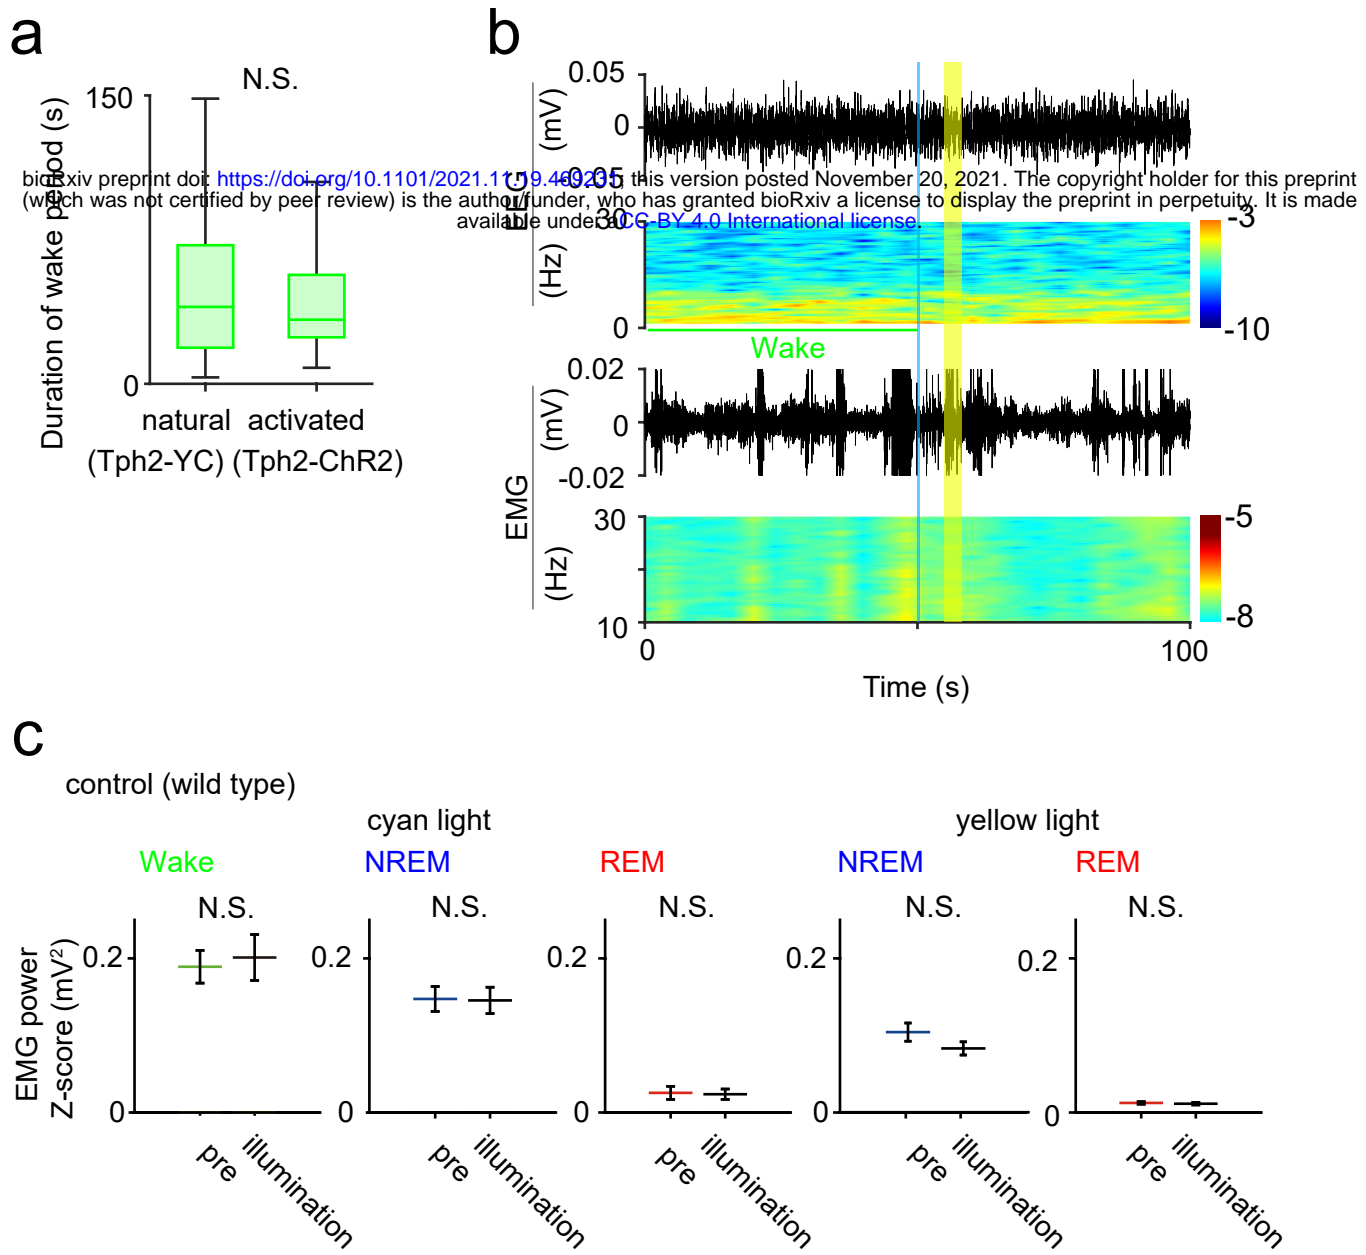 a
b
N.S.
150
0
Duration of wake period (s)
natural
activated
(Tph2-YC)
(Tph2-ChR2)
bioRxiv preprint doi: https://doi.org/10.1101/2021.11.19.469235; this version posted November 20, 2021. The copyright holder for this preprint
(which was not certified by peer review) is the author/funder, who has granted bioRxiv a license to display the preprint in perpetuity. It is made
available under aCC-BY 4.0 International license.
EEG
0.05
0
-0.05
(mV)
30
0
(Hz)
-3
-10
Wake
EMG
0.02
0
-0.02
(mV)
30
10
(Hz)
-5
-8
0
100
Time (s)
c
control (wild type)
cyan light
yellow light
Wake
NREM
REM
NREM
REM
N.S.
N.S.
N.S.
N.S.
N.S.
EMG power
Z-score (mV²)
0.2
0
0.2
0
0.2
0
0.2
0
0.2
0
pre
illumination
pre
illumination
pre
illumination
pre
illumination
pre
illumination